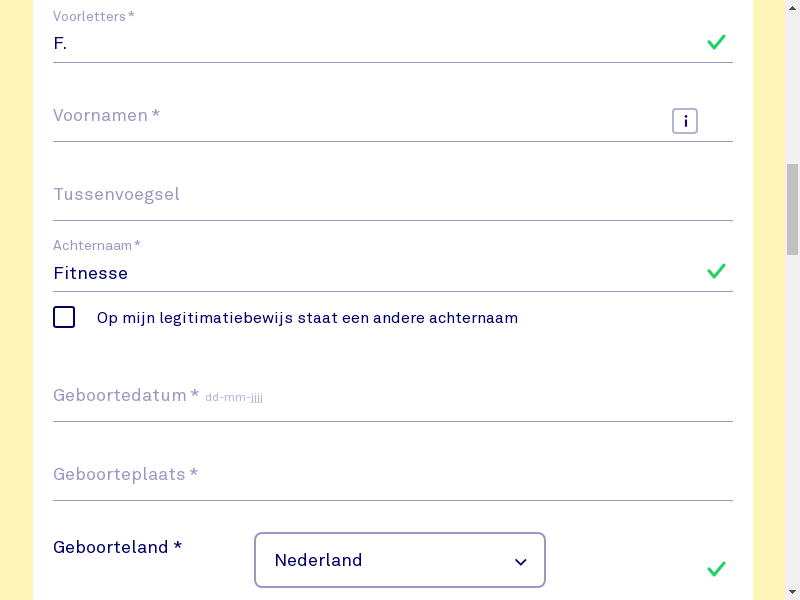 Voorletters *
F.
Voornamen *
i
Tussenvoegsel
Achternaam *
Fitnesse
Op mijn legitimatiebewijs staat een andere achternaam
Geboortedatum * dd-mm-jjjj
Geboorteplaats *
Geboorteland *
Nederland